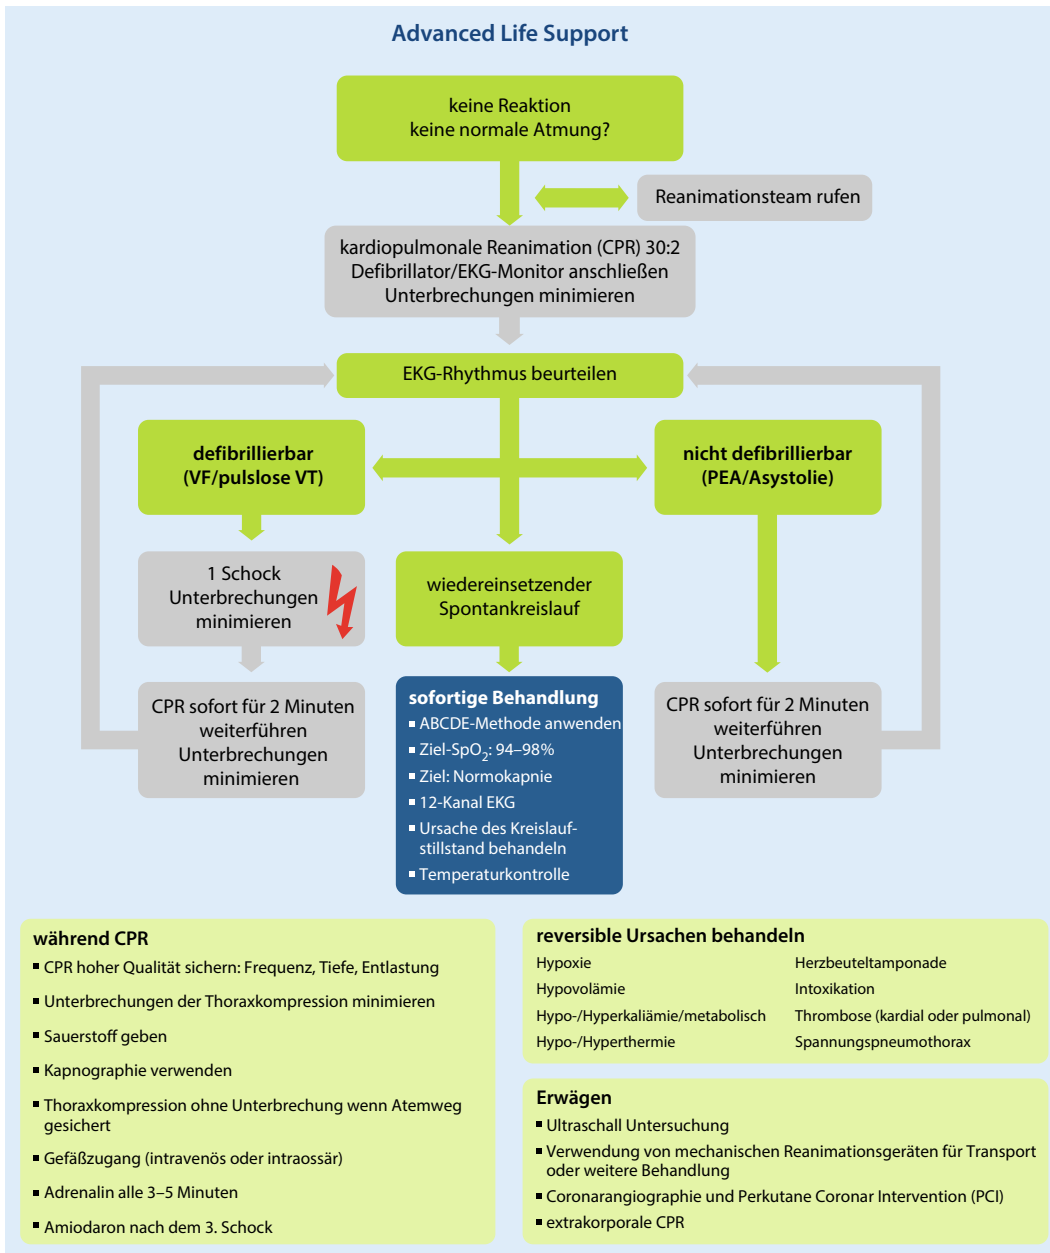 Advanced Life Support
keine Reaktion
keine normale Atmung?
Reanimationsteam rufen
kardiopulmonale Reanimation (CPR) 30:2
Defibrillator/EKG-Monitor anschließen
Unterbrechungen minimieren
EKG-Rhythmus beurteilen
defibrillierbar
(VF/pulslose VT)
nicht defibrillierbar
(PEA/Asystolie)
1 Schock
Unterbrechungen
minimieren
wiedereinsetzender
Spontankreislauf
CPR sofort für 2 Minuten
weiterführen
Unterbrechungen
minimieren
sofortige Behandlung
▪ ABCDE-Methode anwenden
▪ Ziel-SpO₂: 94–98%
▪ Ziel: Normokapnie
▪ 12-Kanal EKG
▪ Ursache des Kreislauf-
stillstand behandeln
▪ Temperaturkontrolle
CPR sofort für 2 Minuten
weiterführen
Unterbrechungen
minimieren
während CPR
▪ CPR hoher Qualität sichern: Frequenz, Tiefe, Entlastung
▪ Unterbrechungen der Thoraxkompression minimieren
▪ Sauerstoff geben
▪ Kapnographie verwenden
▪ Thoraxkompression ohne Unterbrechung wenn Atemweg
gesichert
▪ Gefäßzugang (intravenös oder intraossär)
▪ Adrenalin alle 3–5 Minuten
▪ Amiodaron nach dem 3. Schock
reversible Ursachen behandeln
Hypoxie
Hypovolämie
Hypo-/Hyperkaliämie/metabolisch
Hypo-/Hyperthermie
Herzbeuteltamponade
Intoxikation
Thrombose (kardial oder pulmonal)
Spannungspneumothorax
Erwägen
▪ Ultraschall Untersuchung
▪ Verwendung von mechanischen Reanimationsgeräten für Transport
oder weitere Behandlung
▪ Coronarangiographie und Perkutane Coronar Intervention (PCI)
▪ extrakorporale CPR